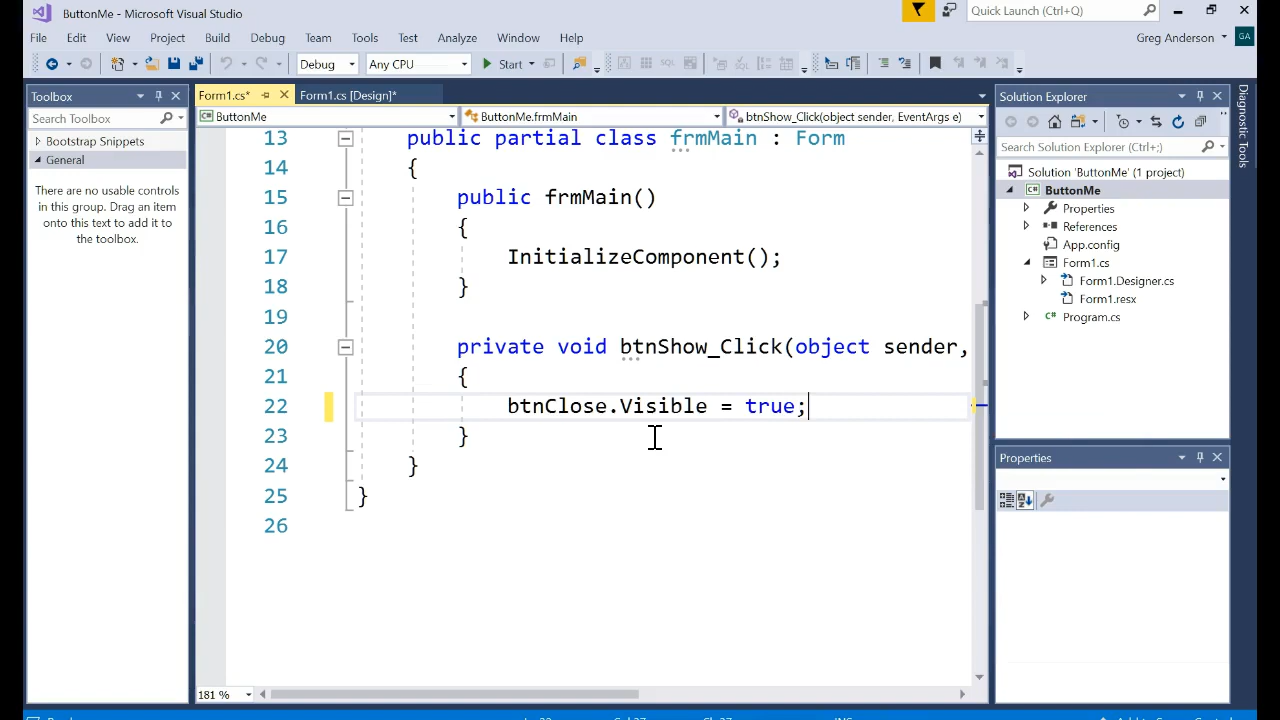 ButtonMe - Microsoft Visual Studio
Quick Launch (Ctrl+Q)
File Edit View Project Build Debug Team Tools Test Analyze Window Help
Greg Anderson GA
Debug Any CPU Start
Toolbox
Search Toolbox
Bootstrap Snippets
General
There are no usable controls
in this group. Drag an item
onto this text to add it to
the toolbox.
Form1.cs* Form1.cs [Design]*
ButtonMe ButtonMe.frmMain btnShow_Click(object sender, EventArgs e)
13 public partial class frmMain : Form
14 {
15 public frmMain()
16 {
17 InitializeComponent();
18 }
19
20 private void btnShow_Click(object sender,
21 {
22 btnClose.Visible = true;
23 }
24 }
25 }
26
181 %
Solution Explorer
Search Solution Explorer (Ctrl+;)
Solution 'ButtonMe' (1 project)
ButtonMe
Properties
References
App.config
Form1.cs
Form1.Designer.cs
Form1.resx
Program.cs
Properties
Diagnostic Tools